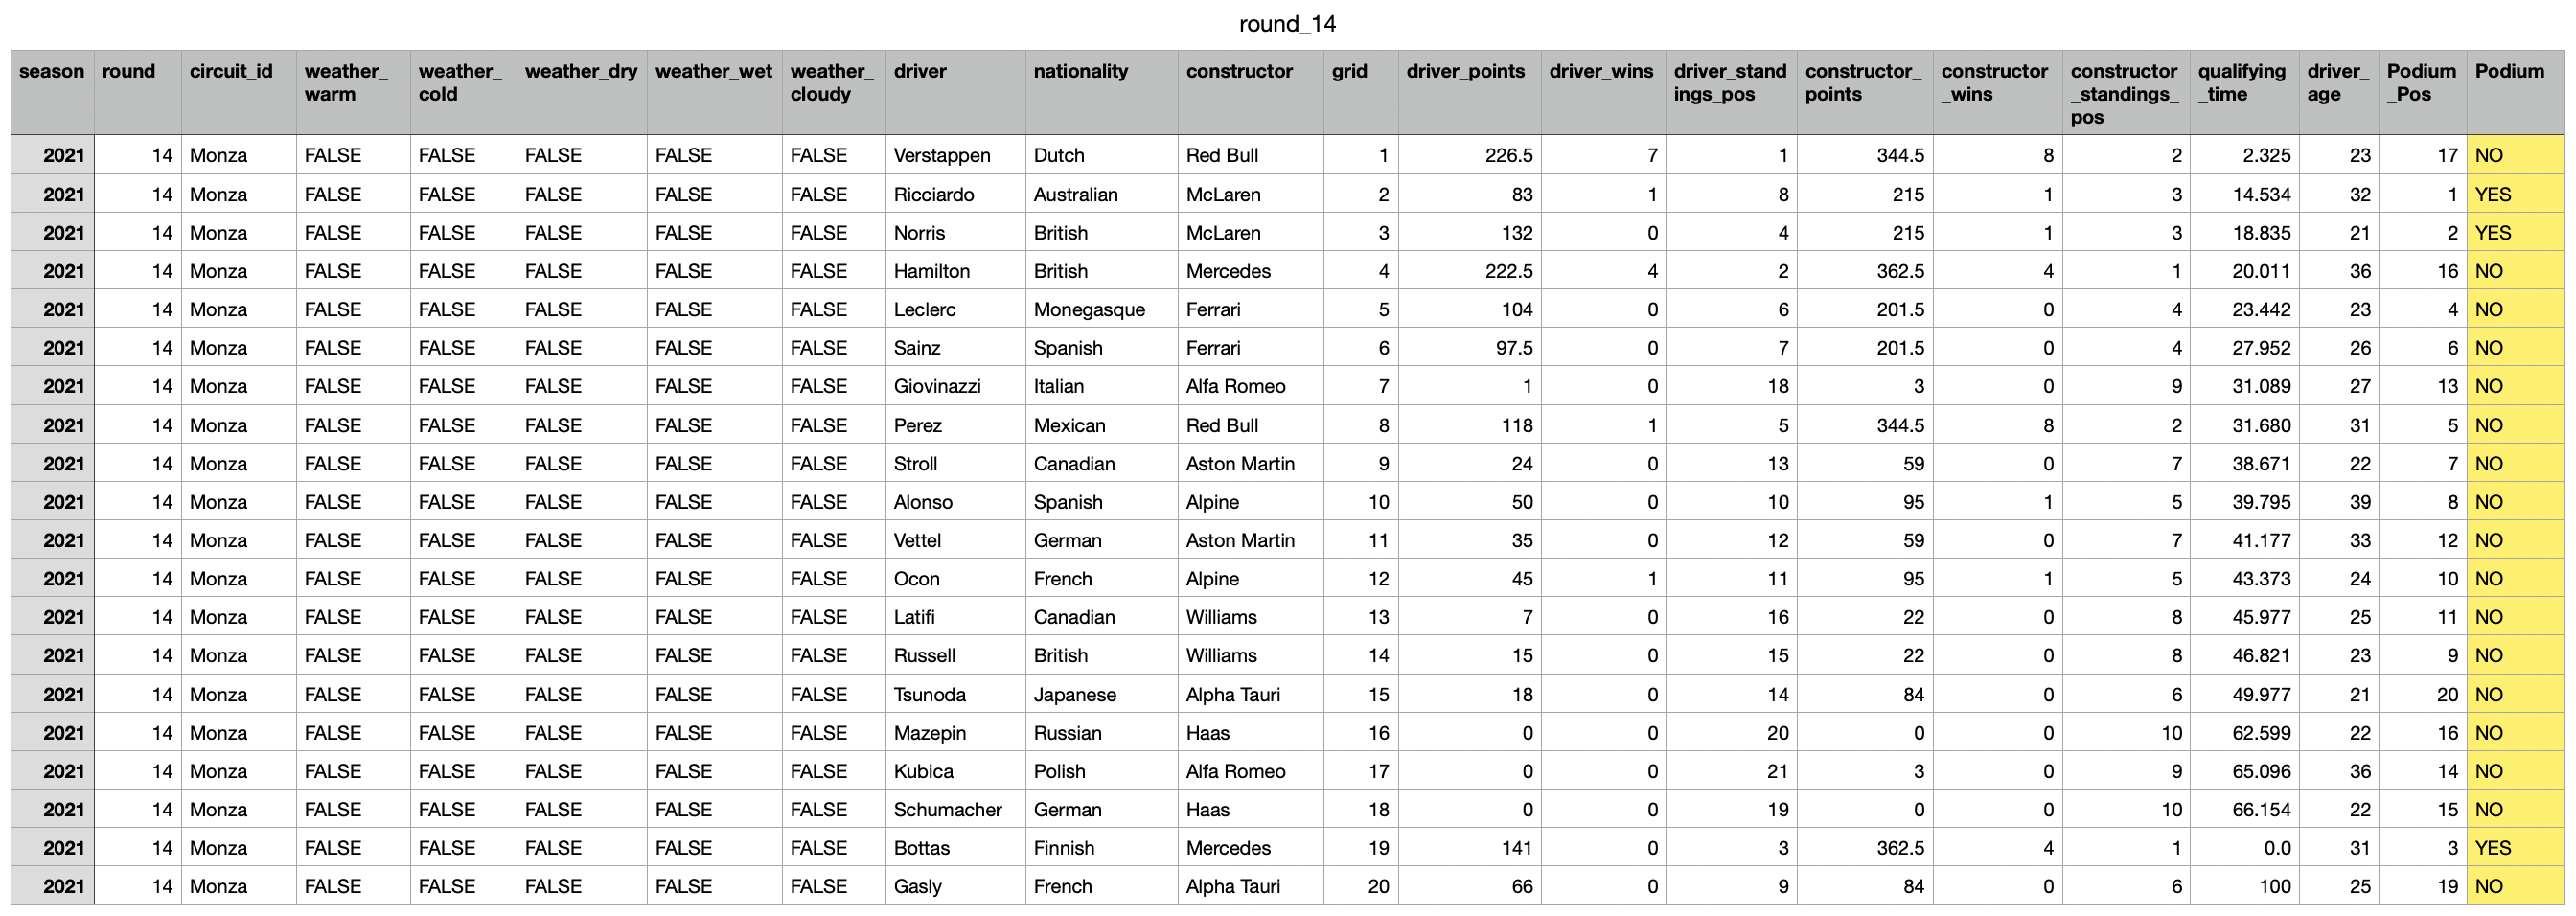 round_14
season round circuit_id weather_warm weather_cold weather_dry weather_wet weather_cloudy driver nationality constructor grid driver_points driver_wins driver_standings_pos constructor_points constructor_wins constructor_standings_pos qualifying_time driver_age Podium_Pos Podium
2021 14 Monza FALSE FALSE FALSE FALSE FALSE Verstappen Dutch Red Bull 1 226.5 7 1 344.5 8 2 2.325 23 17 NO
2021 14 Monza FALSE FALSE FALSE FALSE FALSE Ricciardo Australian McLaren 2 83 1 8 215 1 3 14.534 32 1 YES
2021 14 Monza FALSE FALSE FALSE FALSE FALSE Norris British McLaren 3 132 0 4 215 1 3 18.835 21 2 YES
2021 14 Monza FALSE FALSE FALSE FALSE FALSE Hamilton British Mercedes 4 222.5 4 2 362.5 4 1 20.011 36 16 NO
2021 14 Monza FALSE FALSE FALSE FALSE FALSE Leclerc Monegasque Ferrari 5 104 0 6 201.5 0 4 23.442 23 4 NO
2021 14 Monza FALSE FALSE FALSE FALSE FALSE Sainz Spanish Ferrari 6 97.5 0 7 201.5 0 4 27.952 26 6 NO
2021 14 Monza FALSE FALSE FALSE FALSE FALSE Giovinazzi Italian Alfa Romeo 7 1 0 18 3 0 9 31.089 27 13 NO
2021 14 Monza FALSE FALSE FALSE FALSE FALSE Perez Mexican Red Bull 8 118 1 5 344.5 8 2 31.680 31 5 NO
2021 14 Monza FALSE FALSE FALSE FALSE FALSE Stroll Canadian Aston Martin 9 24 0 13 59 0 7 38.671 22 7 NO
2021 14 Monza FALSE FALSE FALSE FALSE FALSE Alonso Spanish Alpine 10 50 0 10 95 1 5 39.795 39 8 NO
2021 14 Monza FALSE FALSE FALSE FALSE FALSE Vettel German Aston Martin 11 35 0 12 59 0 7 41.177 33 12 NO
2021 14 Monza FALSE FALSE FALSE FALSE FALSE Ocon French Alpine 12 45 1 11 95 1 5 43.373 24 10 NO
2021 14 Monza FALSE FALSE FALSE FALSE FALSE Latifi Canadian Williams 13 7 0 16 22 0 8 45.977 25 11 NO
2021 14 Monza FALSE FALSE FALSE FALSE FALSE Russell British Williams 14 15 0 15 22 0 8 46.821 23 9 NO
2021 14 Monza FALSE FALSE FALSE FALSE FALSE Tsunoda Japanese Alpha Tauri 15 18 0 14 84 0 6 49.977 21 20 NO
2021 14 Monza FALSE FALSE FALSE FALSE FALSE Mazepin Russian Haas 16 0 0 20 0 0 10 62.599 22 16 NO
2021 14 Monza FALSE FALSE FALSE FALSE FALSE Kubica Polish Alfa Romeo 17 0 0 21 3 0 9 65.096 36 14 NO
2021 14 Monza FALSE FALSE FALSE FALSE FALSE Schumacher German Haas 18 0 0 19 0 0 10 66.154 22 15 NO
2021 14 Monza FALSE FALSE FALSE FALSE FALSE Bottas Finnish Mercedes 19 141 0 3 362.5 4 1 0.0 31 3 YES
2021 14 Monza FALSE FALSE FALSE FALSE FALSE Gasly French Alpha Tauri 20 66 0 9 84 0 6 100 25 19 NO